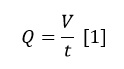 Q = V/t [1]